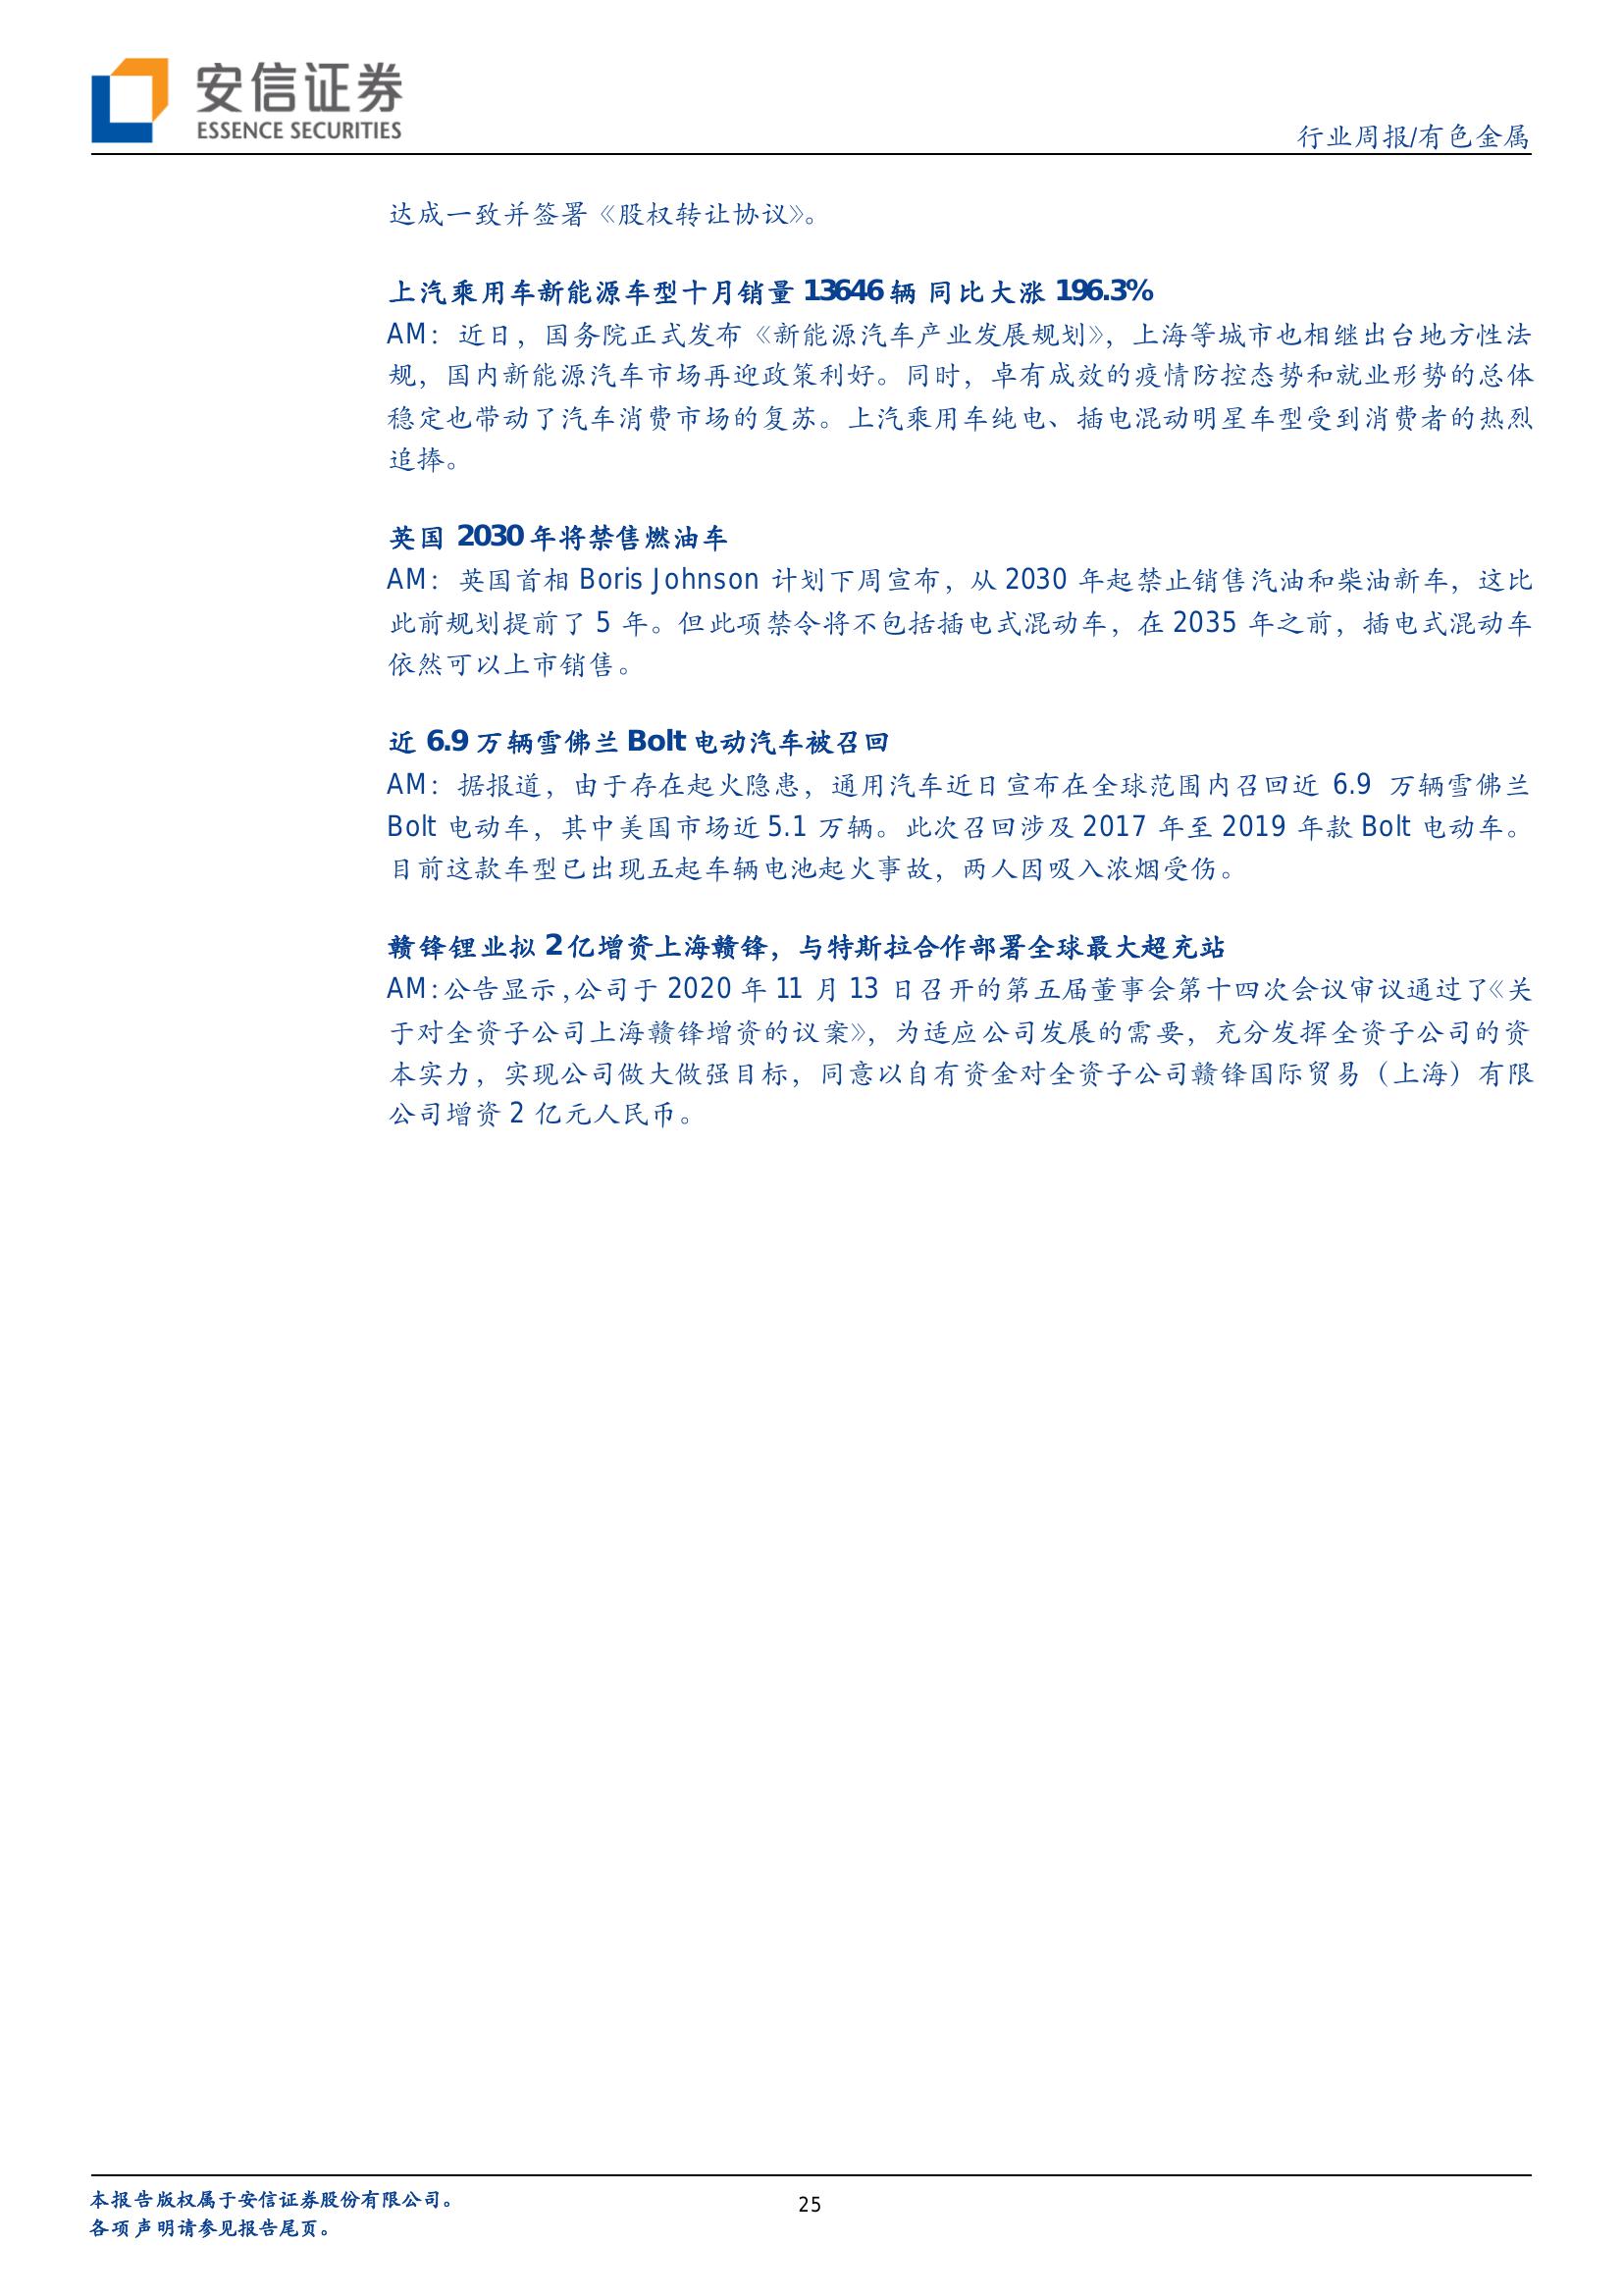 安信证券
ESSENCE SECURITIES
行业周报/有色金属
达成一致并签署《股权转让协议》。
上汽乘用车新能源车型十月销量 13646 辆 同比大涨 196.3%
AM：近日，国务院正式发布《新能源汽车产业发展规划》，上海等城市也相继出台地方性法
规，国内新能源汽车市场再迎政策利好。同时，卓有成效的疫情防控态势和就业形势的总体
稳定也带动了汽车消费市场的复苏。上汽乘用车纯电、插电混动明星车型受到消费者的热烈
追捧。
英国 2030 年将禁售燃油车
AM：英国首相 Boris Johnson 计划下周宣布，从 2030 年起禁止销售汽油和柴油新车，这比
此前规划提前了 5 年。但此项禁令将不包括插电式混动车，在 2035 年之前，插电式混动车
依然可以上市销售。
近 6.9 万辆雪佛兰 Bolt 电动汽车被召回
AM：据报道，由于存在起火隐患，通用汽车近日宣布在全球范围内召回近 6.9 万辆雪佛兰
Bolt 电动车，其中美国市场近 5.1 万辆。此次召回涉及 2017 年至 2019 年款 Bolt 电动车。
目前这款车型已出现五起车辆电池起火事故，两人因吸入浓烟受伤。
赣锋锂业拟 2 亿增资上海赣锋，与特斯拉合作部署全球最大超充站
AM：公告显示，公司于 2020 年 11 月 13 日召开的第五届董事会第十四次会议审议通过了《关
于对全资子公司上海赣锋增资的议案》，为适应公司发展的需要，充分发挥全资子公司的资
本实力，实现公司做大做强目标，同意以自有资金对全资子公司赣锋国际贸易（上海）有限
公司增资 2 亿元人民币。
本报告版权属于安信证券股份有限公司。
25
各项声明请参见报告尾页。